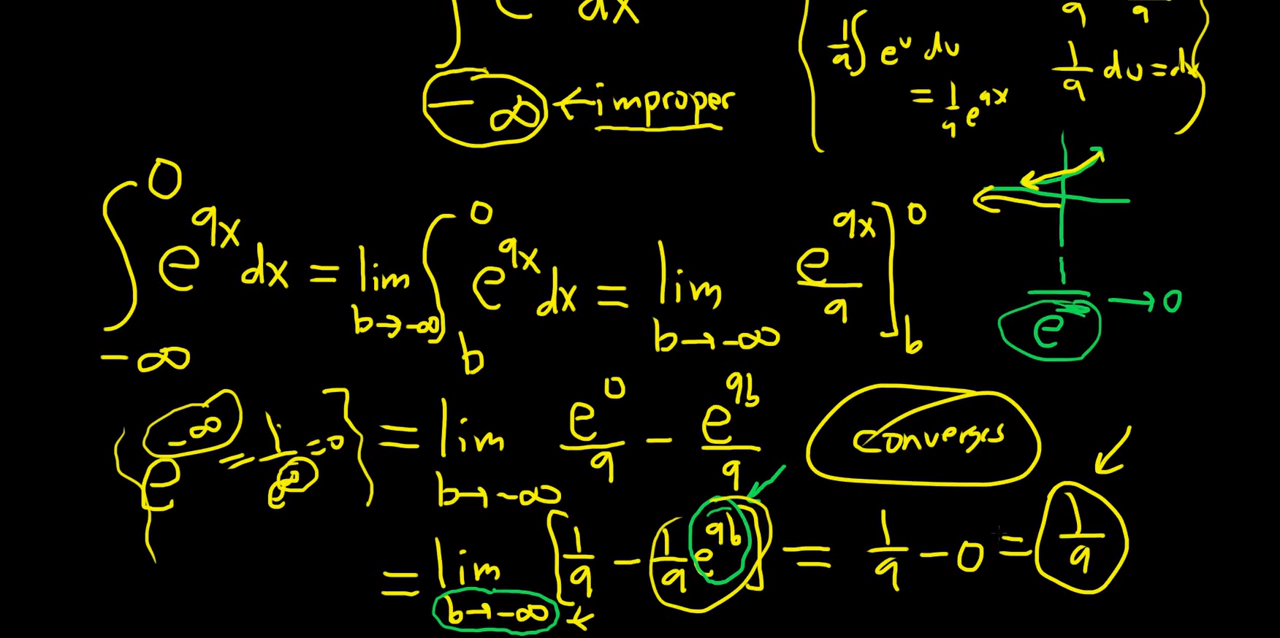 ∫ e dx
1/9 ∫ e^u du
1/9 du = dx
= 1/9 e^9x
-∞ ← improper
∫_{-∞}^{0} e^{9x} dx = lim_{b→-∞} ∫_{b}^{0} e^{9x} dx = lim_{b→-∞} e^{9x}/9 ]_{b}^{0}
e → 0
{ e^{-∞} = 1/e^∞ = 0 } = lim_{b→-∞} e^0/9 - e^{9b}/9 converges
= lim_{b→-∞} [ 1/9 - 1/9 e^{9b} ] = 1/9 - 0 = 1/9